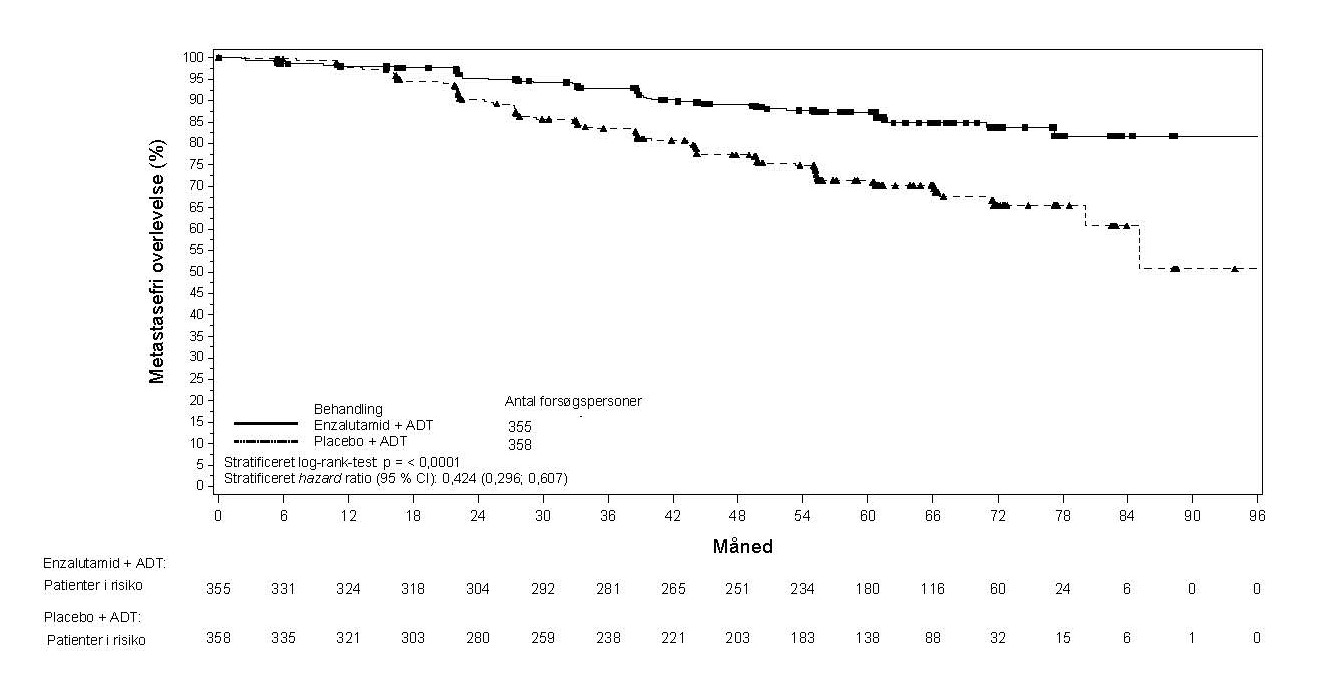 Metastasefri overlevelse (%)
100
95
90
85
80
75
70
65
60
55
50
45
40
35
30
25
20
15
10
5
0
Behandling Antal forsøgspersoner
Enzalutamid + ADT 355
Placebo + ADT 358
Stratificeret log-rank-test: p = < 0,0001
Stratificeret hazard ratio (95 % CI): 0,424 (0,296; 0,607)
0 6 12 18 24 30 36 42 48 54 60 66 72 78 84 90 96
Måned
Enzalutamid + ADT:
Patienter i risiko 355 331 324 318 304 292 281 265 251 234 180 116 60 24 6 0 0
Placebo + ADT:
Patienter i risiko 358 335 321 303 280 259 238 221 203 183 138 88 32 15 6 1 0